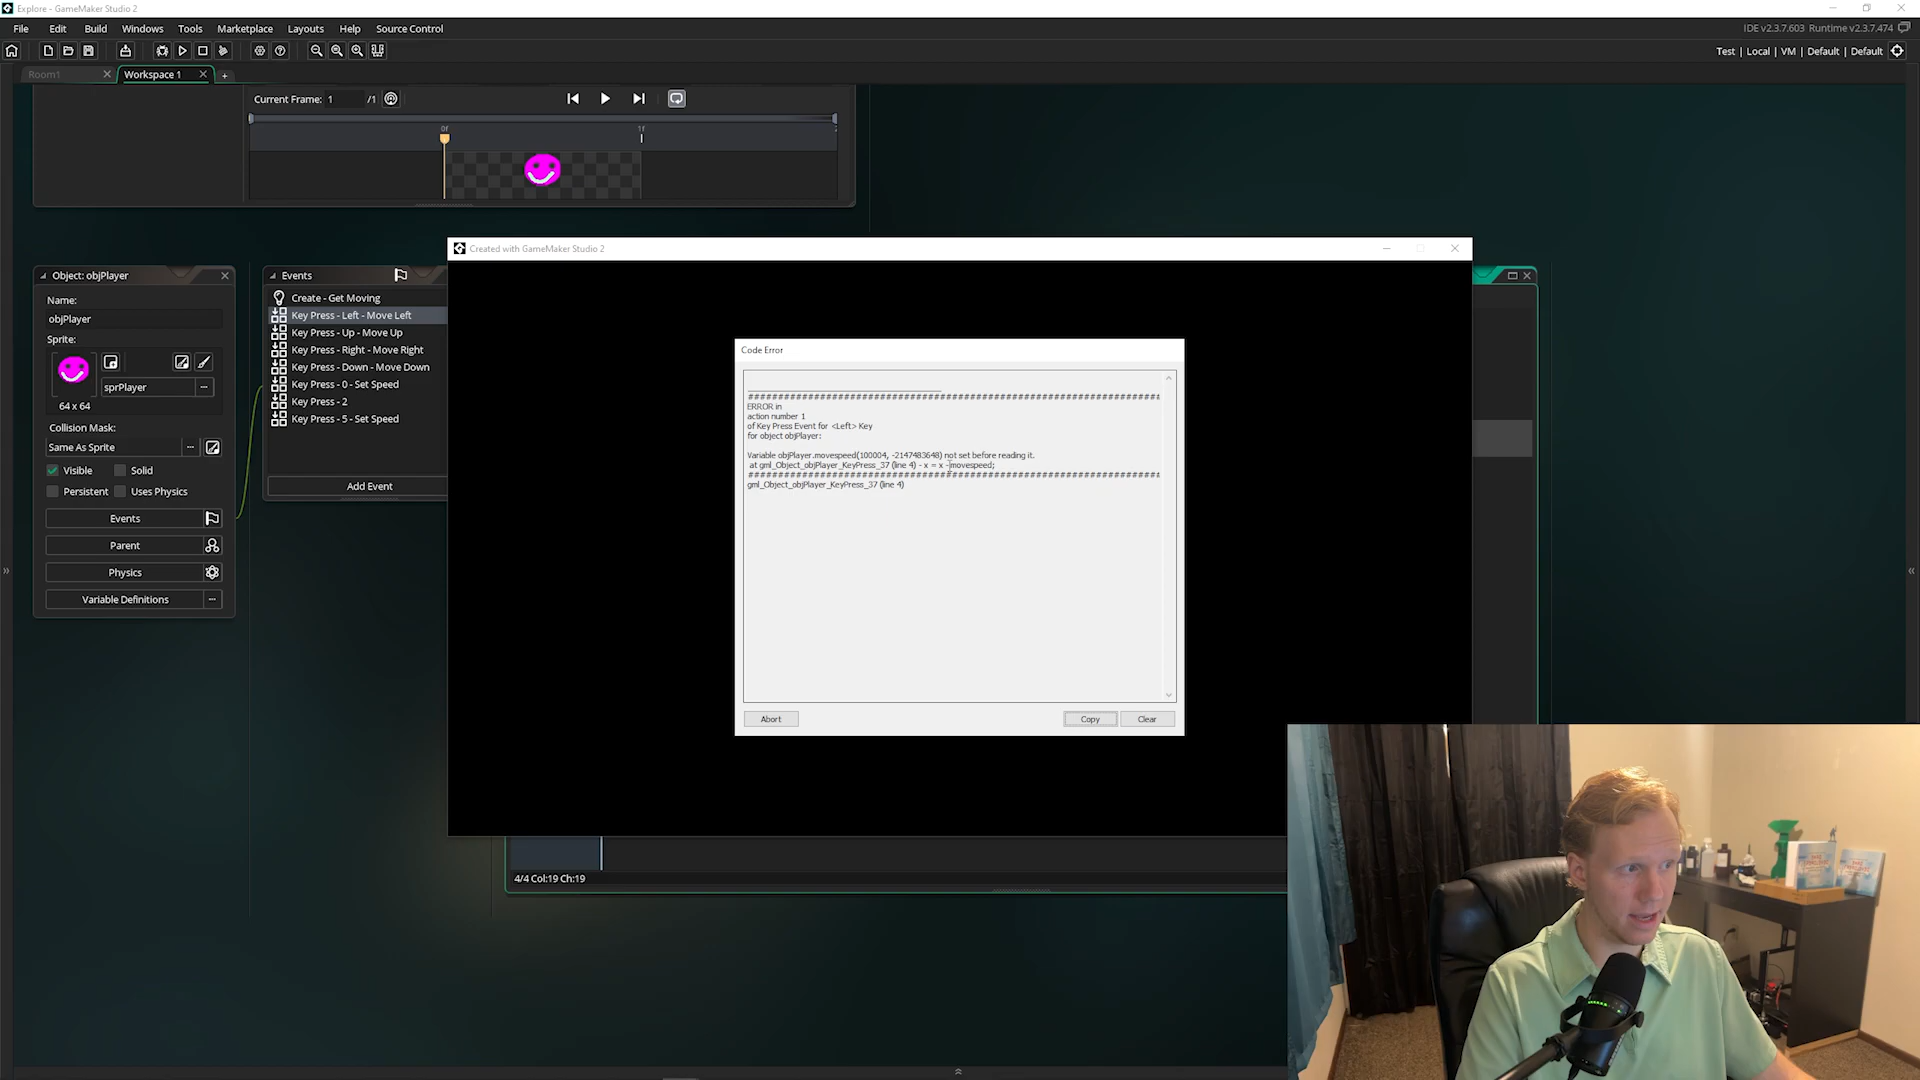 Explore - GameMaker Studio 2
File Edit Build Windows Tools Marketplace Layouts Help Source Control
IDE v2.3.7.603 Runtime v2.3.7.474
Test | Local | VM | Default | Default
Room1
Workspace 1
Current Frame: 1 /1
0f
1f
Object: objPlayer
Name:
objPlayer
Sprite:
sprPlayer
64 x 64
Collision Mask:
Same As Sprite
Visible
Solid
Persistent
Uses Physics
Events
Parent
Physics
Variable Definitions
Events
Create - Get Moving
Key Press - Left - Move Left
Key Press - Up - Move Up
Key Press - Right - Move Right
Key Press - Down - Move Down
Key Press - 0 - Set Speed
Key Press - 2
Key Press - 5 - Set Speed
Add Event
Created with GameMaker Studio 2
Code Error
ERROR in
action number 1
of Key Press Event for <Left> Key
for object objPlayer:
Variable objPlayer.movespeed(100004, -2147483648) not set before reading it.
at gml_Object_objPlayer_KeyPress_37 (line 4) - x = x - movespeed;
gml_Object_objPlayer_KeyPress_37 (line 4)
Abort
Copy
Clear
4/4 Col:19 Ch:19